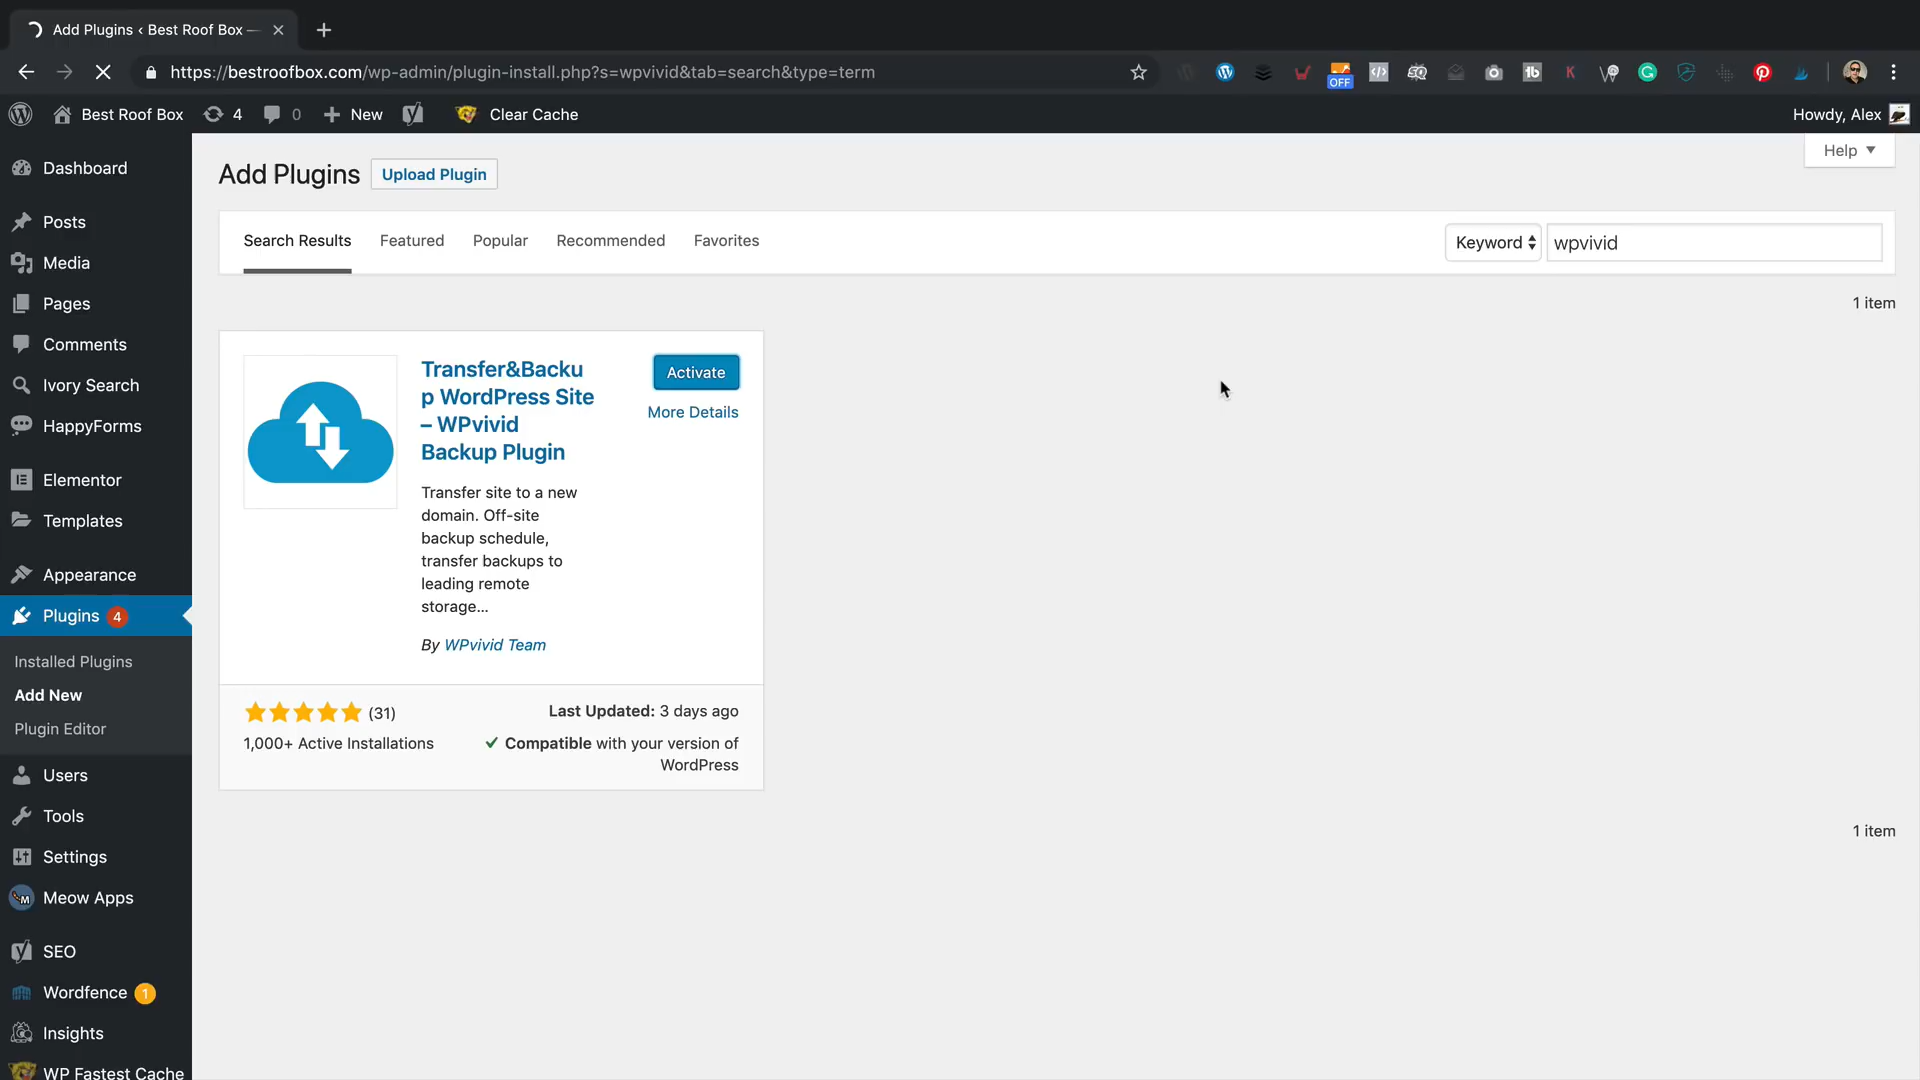 Add Plugins ‹ Best Roof Box —
https://bestroofbox.com/wp-admin/plugin-install.php?s=wpvivid&tab=search&type=term
OFF
Best Roof Box
4
0
New
Clear Cache
Howdy, Alex
Dashboard
Posts
Media
Pages
Comments
Ivory Search
HappyForms
Elementor
Templates
Appearance
Plugins 4
Installed Plugins
Add New
Plugin Editor
Users
Tools
Settings
Meow Apps
SEO
Wordfence 1
Insights
WP Fastest Cache
Add Plugins
Upload Plugin
Help
Search Results
Featured
Popular
Recommended
Favorites
Keyword
wpvivid
1 item
Transfer&Backu
p WordPress Site
– WPvivid
Backup Plugin
Activate
More Details
Transfer site to a new
domain. Off-site
backup schedule,
transfer backups to
leading remote
storage...
By WPvivid Team
(31)
Last Updated: 3 days ago
1,000+ Active Installations
Compatible with your version of
WordPress
1 item